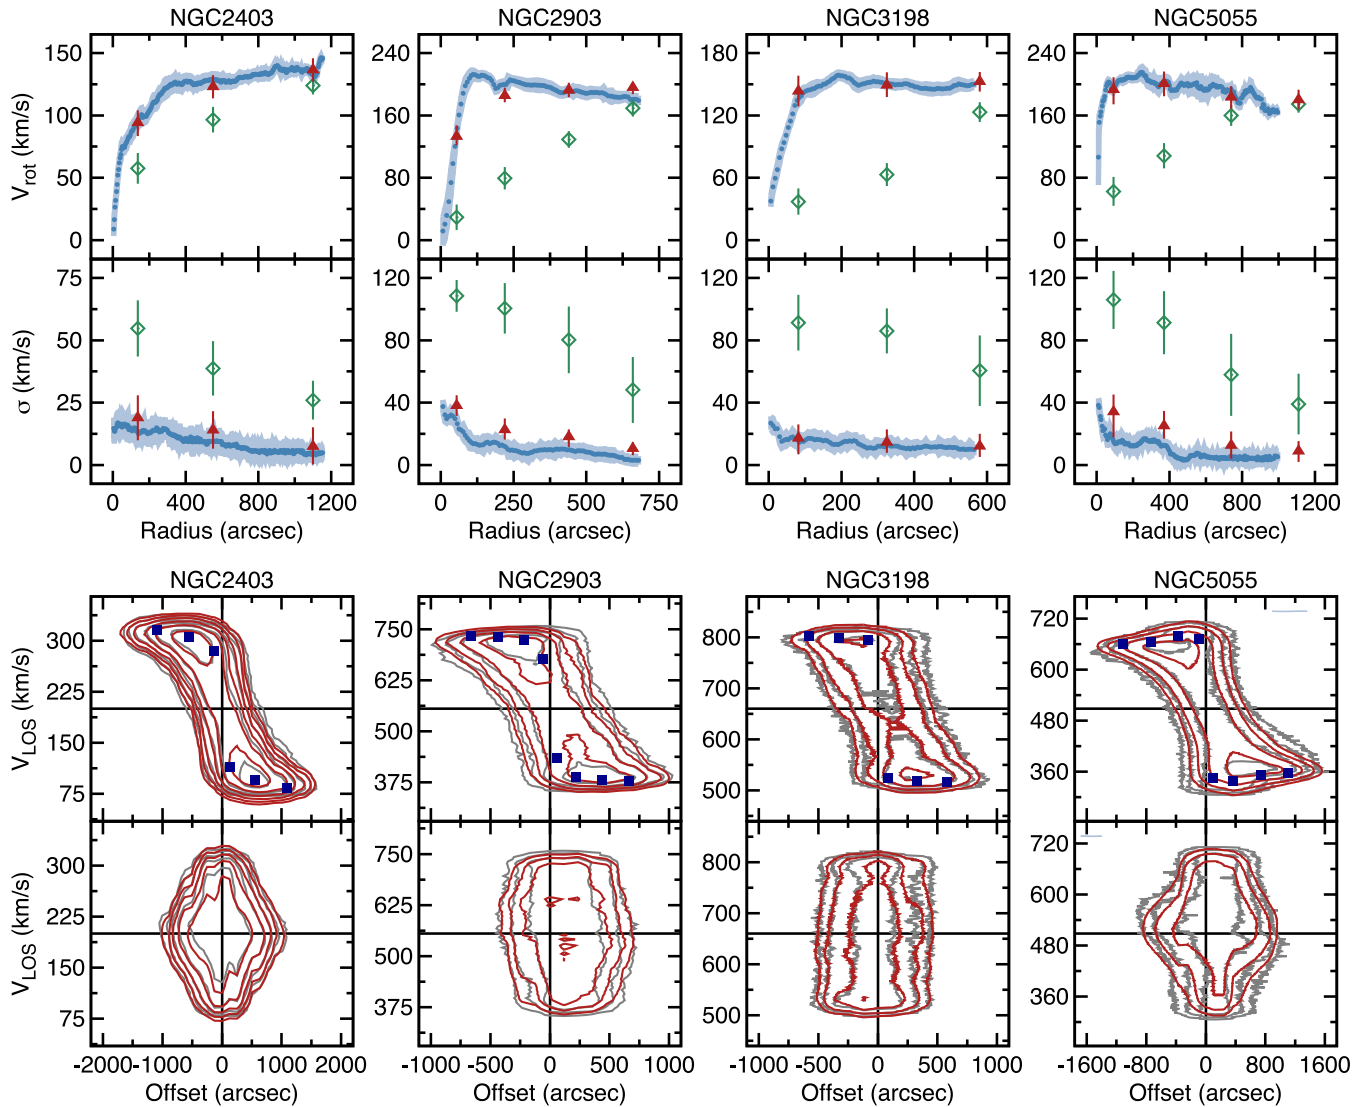 NGC2403 NGC2903 NGC3198 NGC5055
V_rot (km/s)
150 100 50 0
240 160 80 0
180 120 60 0
240 160 80 0
σ (km/s)
75 50 25 0
120 80 40 0
120 80 40 0
120 80 40 0
0 400 800 1200
0 250 500 750
0 200 400 600
0 400 800 1200
Radius (arcsec) Radius (arcsec) Radius (arcsec) Radius (arcsec)
NGC2403 NGC2903 NGC3198 NGC5055
V_LOS (km/s)
300 225 150 75
750 625 500 375
800 700 600 500
720 600 480 360
V_LOS (km/s)
300 225 150 75
750 625 500 375
800 700 600 500
720 600 480 360
-2000 -1000 0 1000 2000
-1000 -500 0 500 1000
-1000 -500 0 500 1000
-1600 -800 0 800 1600
Offset (arcsec) Offset (arcsec) Offset (arcsec) Offset (arcsec)